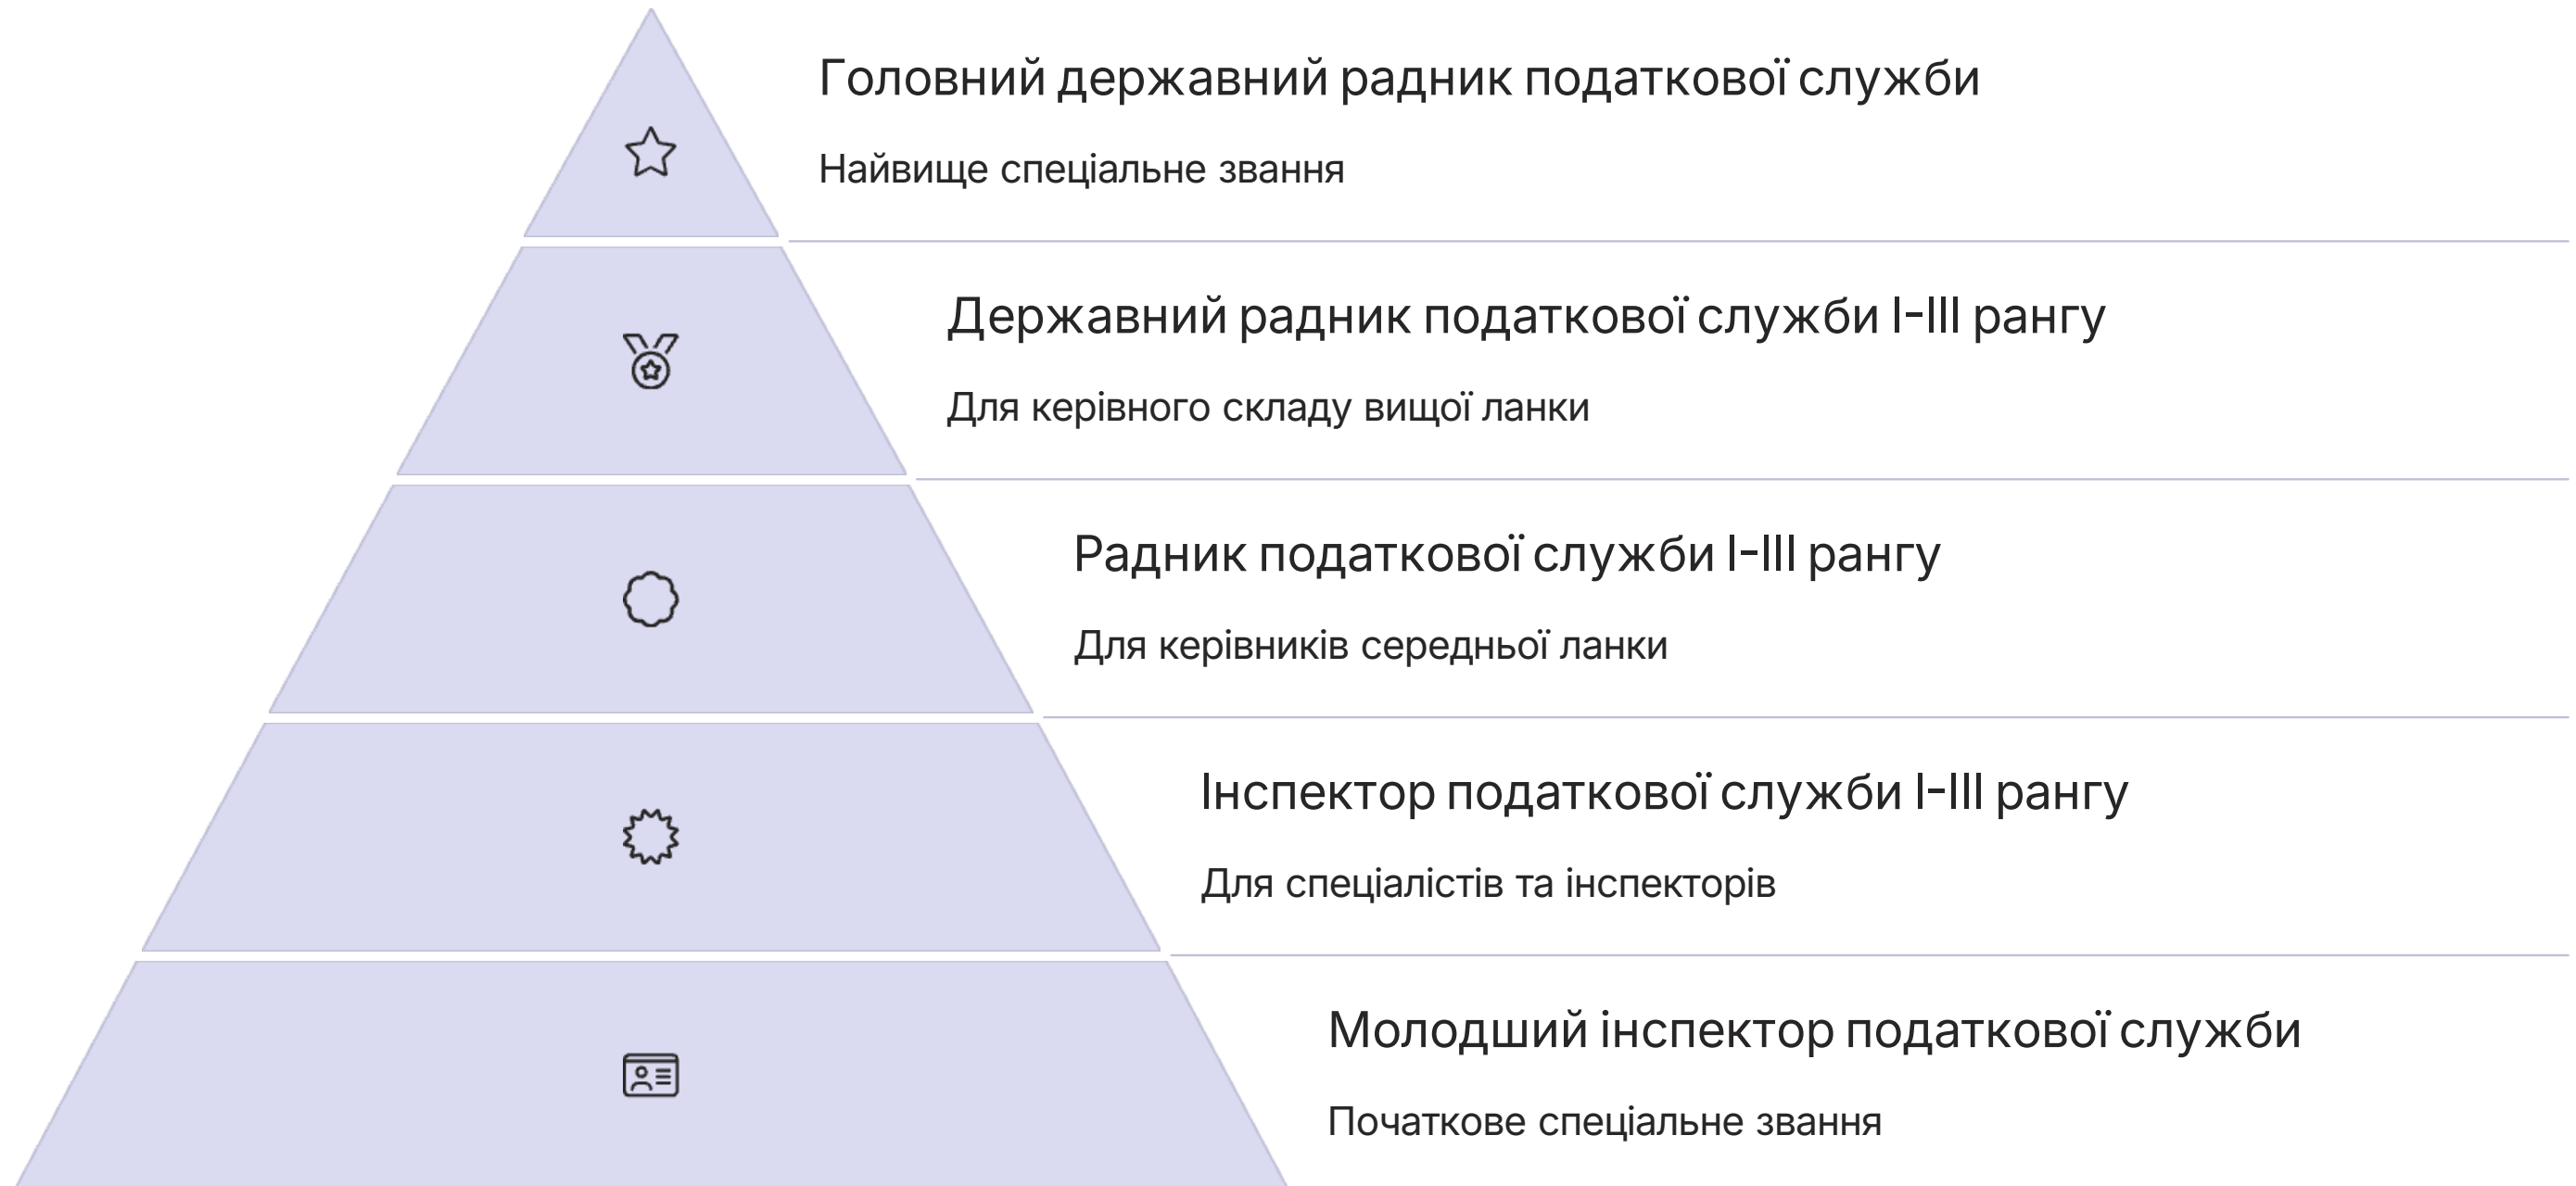 Головний державний радник податкової служби
Найвище спеціальне звання
Державний радник податкової служби I-III рангу
Для керівного складу вищої ланки
Радник податкової служби I-III рангу
Для керівників середньої ланки
Інспектор податкової служби I-III рангу
Для спеціалістів та інспекторів
Молодший інспектор податкової служби
Початкове спеціальне звання